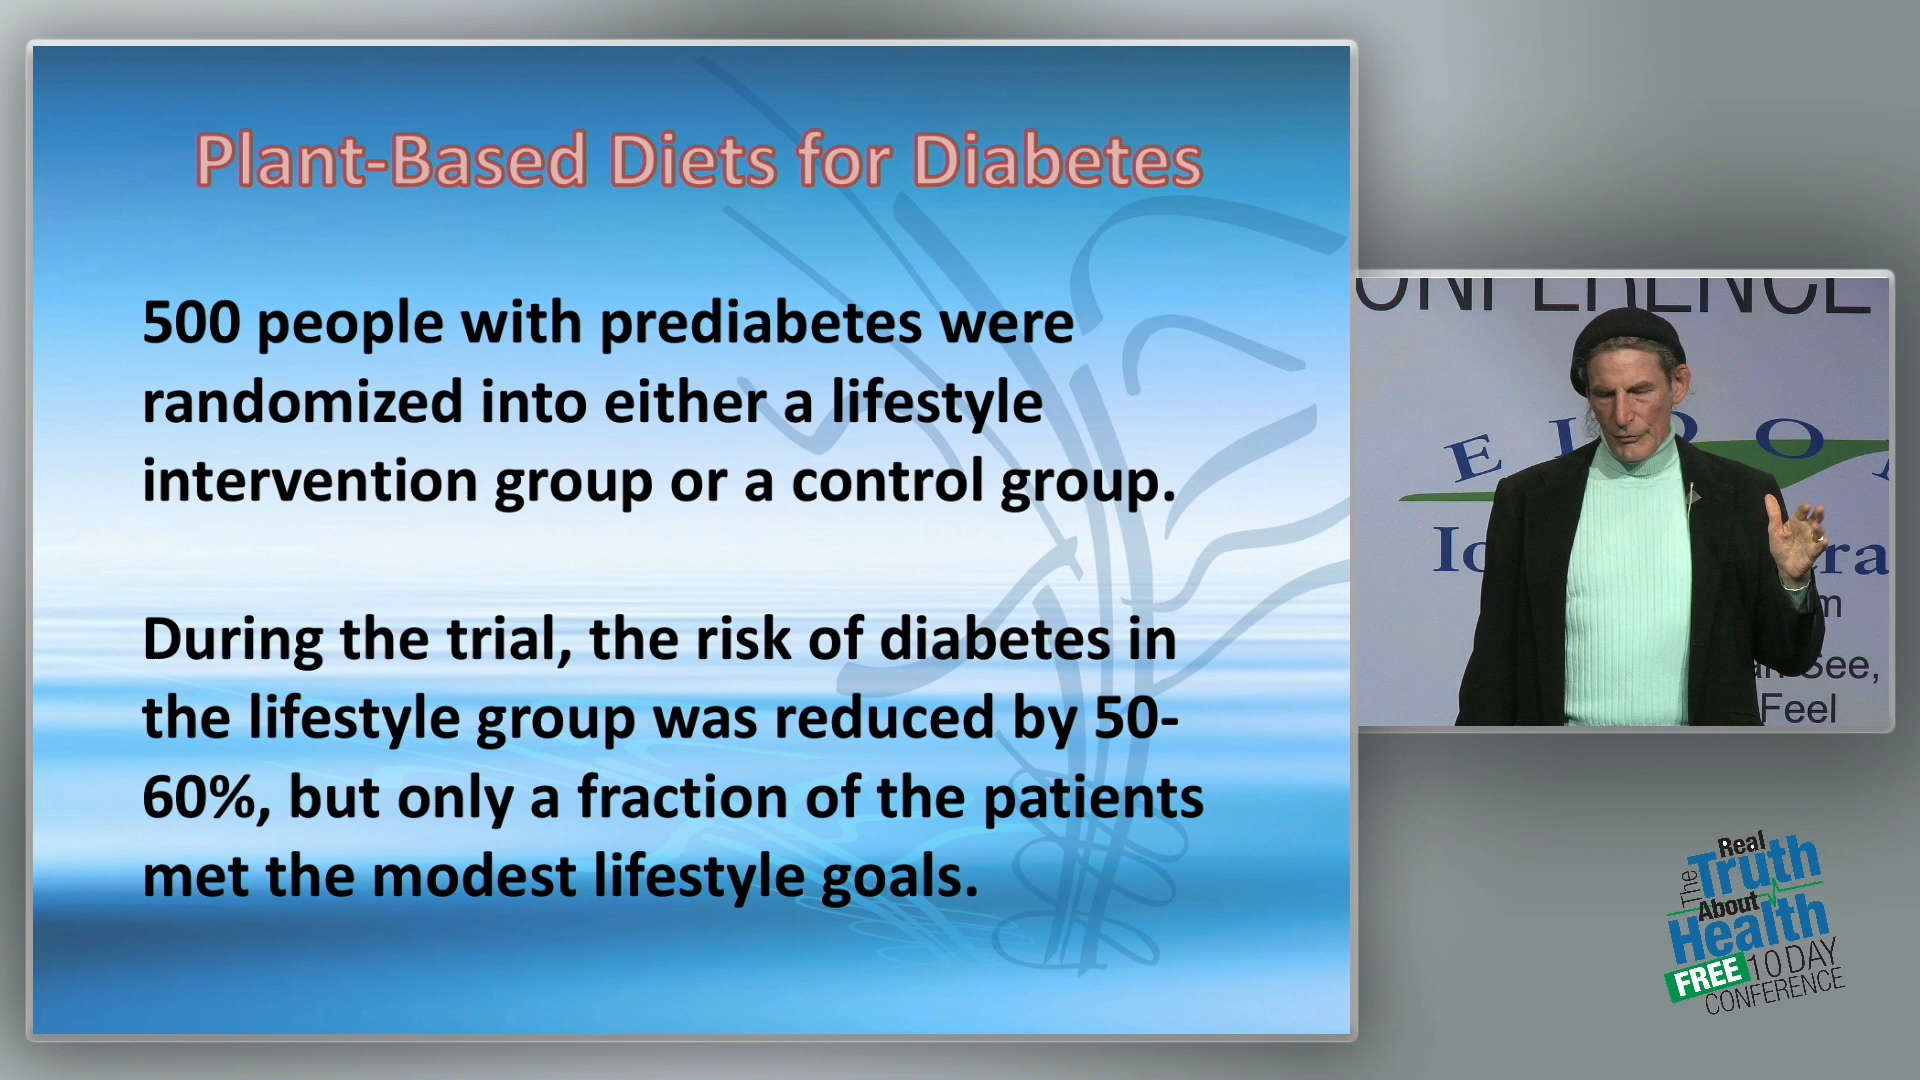 Plant-Based Diets for Diabetes
500 people with prediabetes were
randomized into either a lifestyle
intervention group or a control group.
During the trial, the risk of diabetes in
the lifestyle group was reduced by 50-
60%, but only a fraction of the patients
met the modest lifestyle goals.
ONFERENCE
See,
Feel
The Real
Truth
About
Health
FREE 10 DAY
CONFERENCE